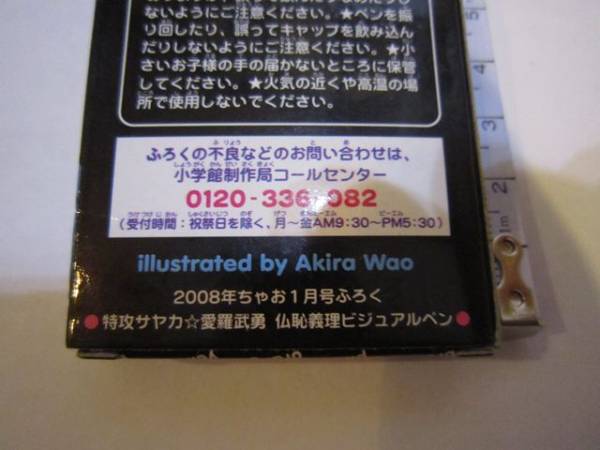 ないようにご注意ください。★ペンを振
り回したり、誤ってキャップを飲み込ん
だりしないようにご注意ください。★小
さいお子様の手の届かないところに保管
してください。★火気の近くや高温の場
所で使用しないでください。
ふろくの不良などのお問い合わせは、
小学館制作局コールセンター
0120-336-082
(受付時間：祝祭日を除く、月〜金AM9:30〜PM5:30)
illustrated by Akira Wao
2008年ちゃお1月号ふろく
●特攻サヤカ☆愛羅武勇 仏恥義理ビジュアルペン●
5
4
3
2
1m